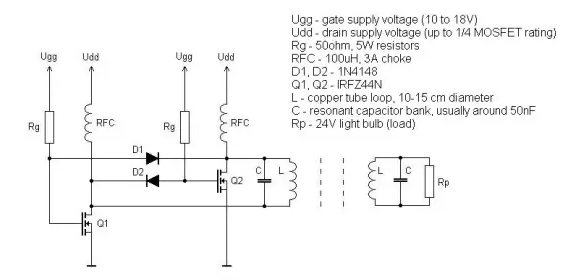 Ugg - gate supply voltage (10 to 18V)
Udd - drain supply voltage (up to 1/4 MOSFET rating)
Rg - 50ohm, 5W resistors
RFC - 100uH, 3A choke
D1, D2 - 1N4148
Q1, Q2 - IRFZ44N
L - copper tube loop, 10-15 cm diameter
C - resonant capacitor bank, usually around 50nF
Rp - 24V light bulb (load)
Ugg Udd Ugg Udd
Rg RFC Rg RFC
D1
D2
Q2 C L L C Rp
Q1